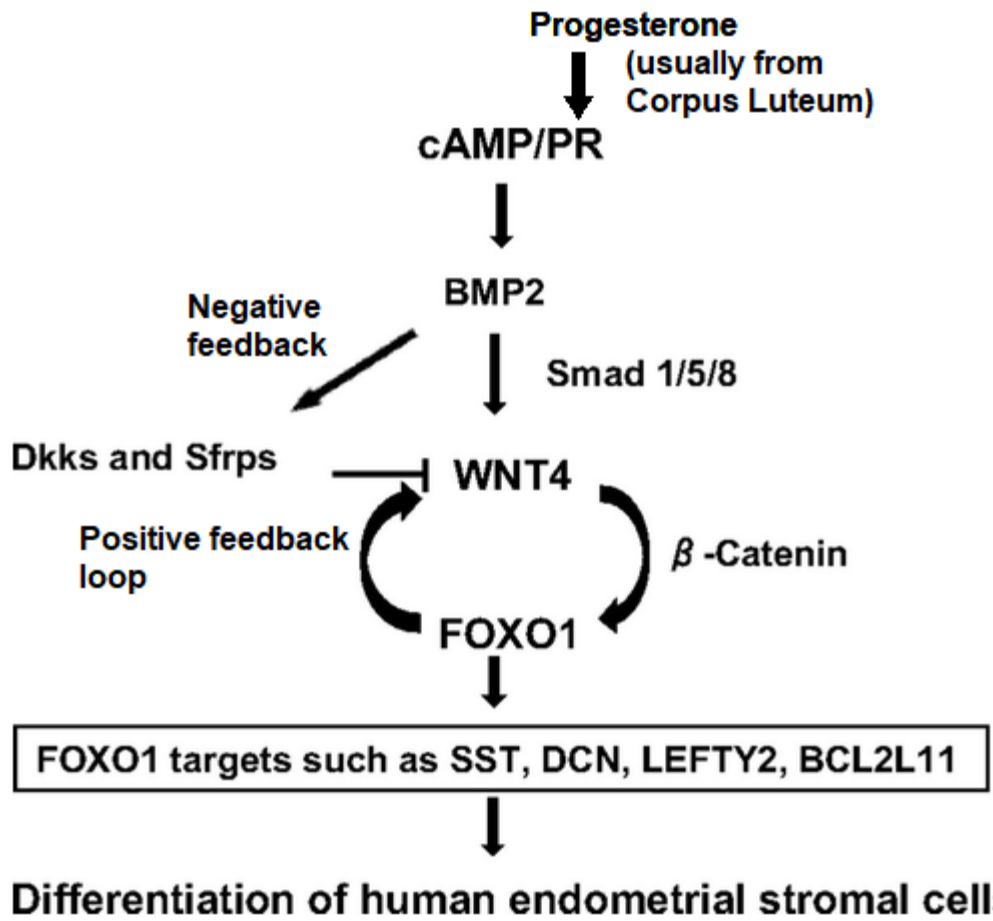 Progesterone
(usually from
Corpus Luteum)
cAMP/PR
BMP2
Negative
feedback
Smad 1/5/8
Dkks and Sfrps
WNT4
Positive feedback
loop
β -Catenin
FOXO1
FOXO1 targets such as SST, DCN, LEFTY2, BCL2L11
Differentiation of human endometrial stromal cell